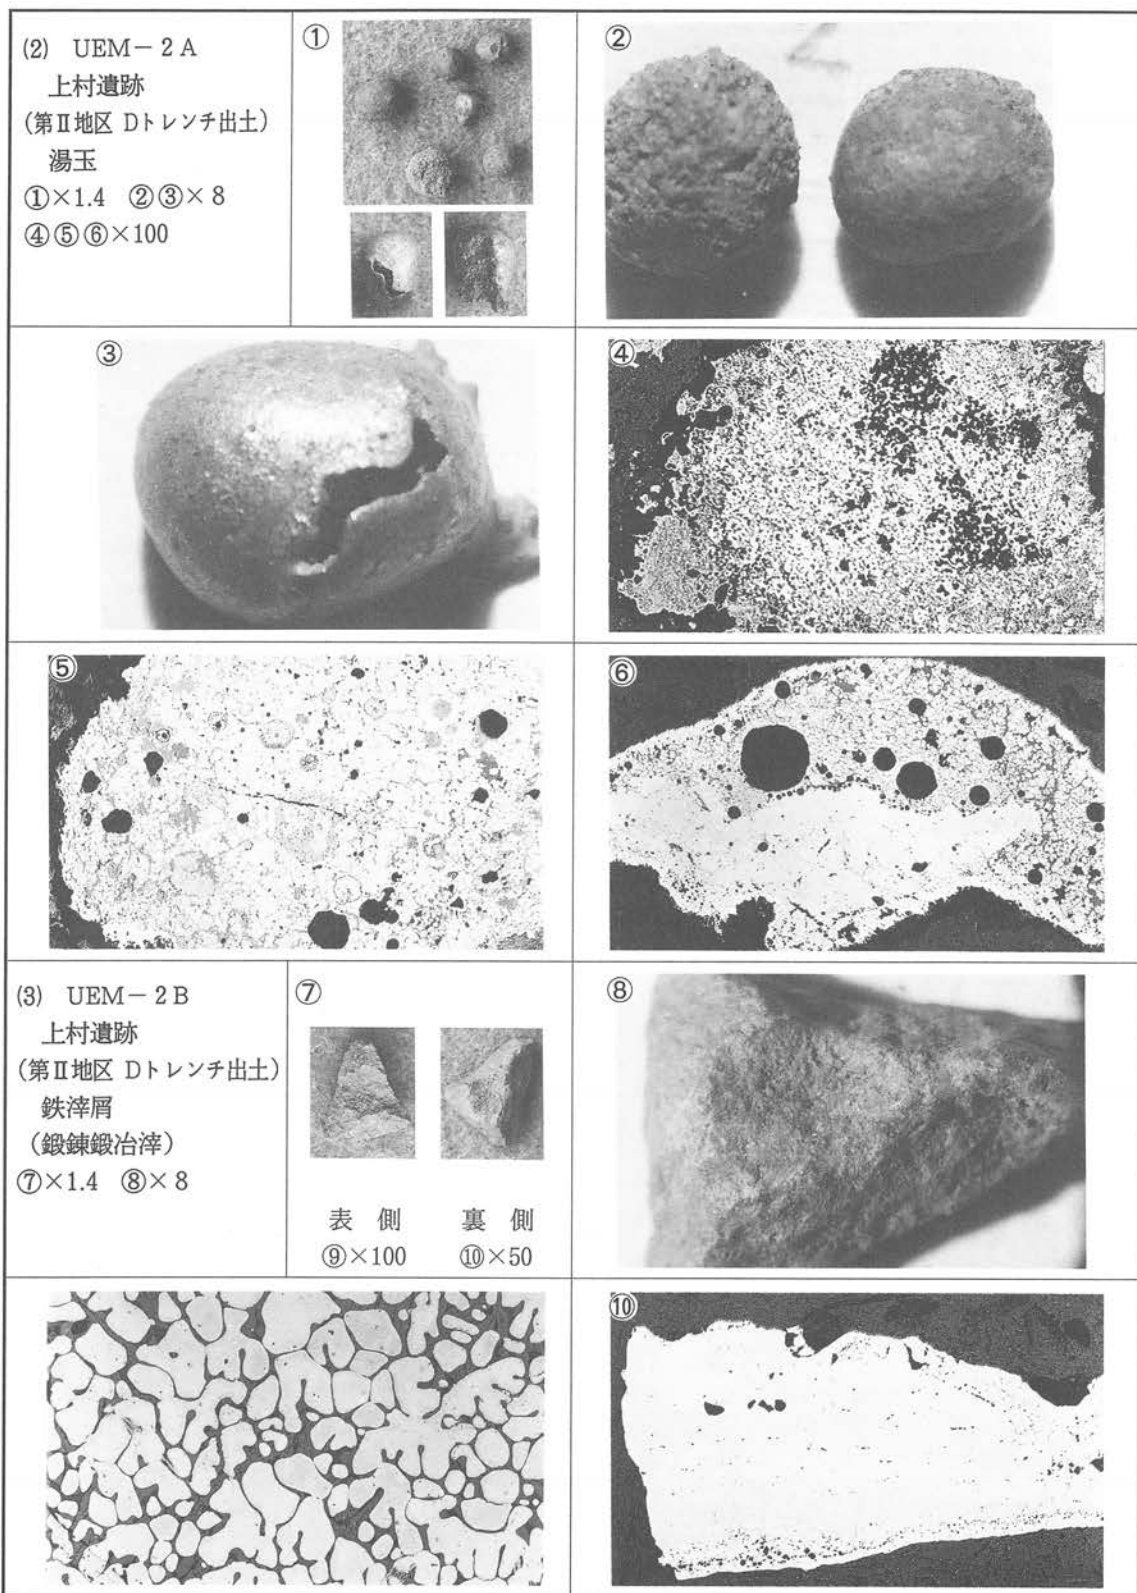 (2) UEM－2A
上村遺跡
(第Ⅱ地区 Dトレンチ出土)
湯玉
①×1.4 ②③×8
④⑤⑥×100
①
②
③
④
⑤
⑥
(3) UEM－2B
上村遺跡
(第Ⅱ地区 Dトレンチ出土)
鉄滓屑
(鍛錬鍛冶滓)
⑦×1.4 ⑧×8
⑦
表側 裏側
⑨×100 ⑩×50
⑧
⑩